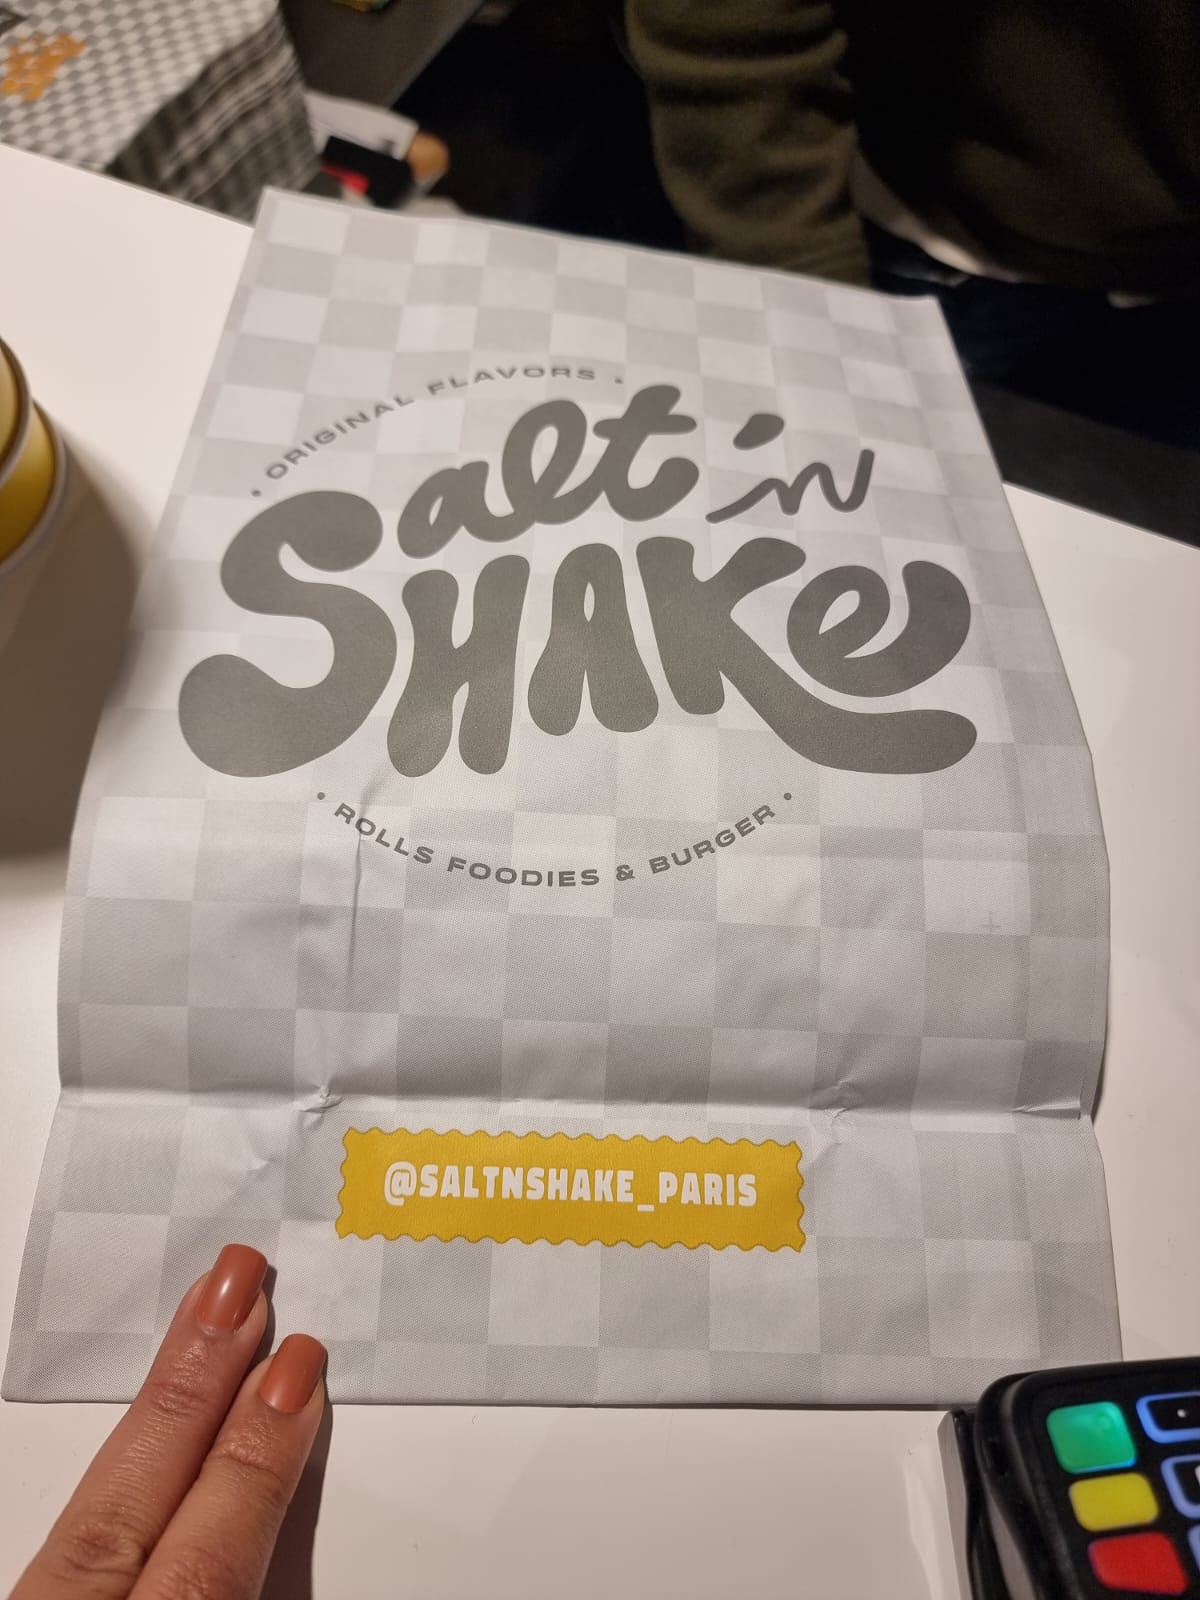 • ORIGINAL FLAVORS •
Salt 'n
SHAKe
• ROLLS FOODIES & BURGER •
@SALTNSHAKE_PARIS